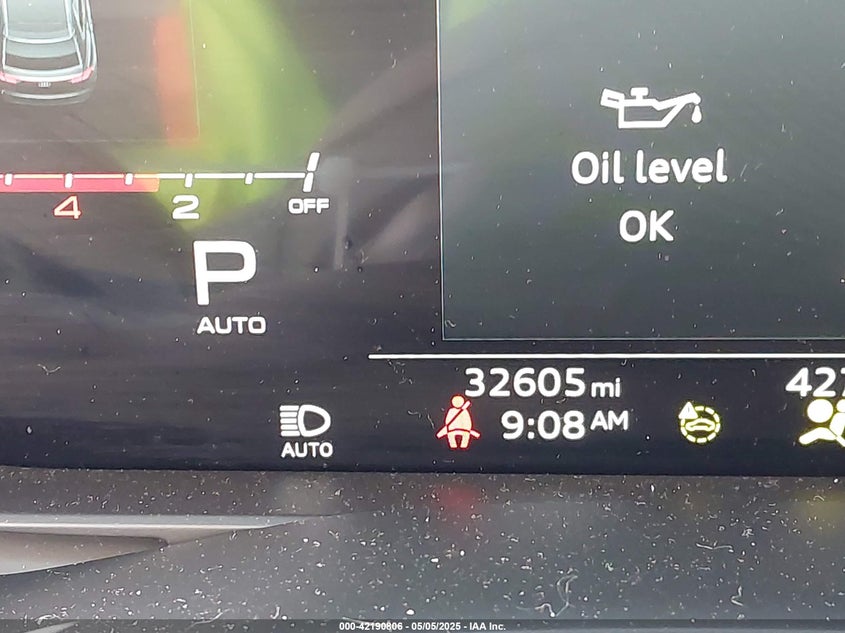 Oil level
OK
4 2 OFF
P
AUTO
32605 mi
427
9:08 AM
AUTO
000-42190806 - 05/05/2025 - IAA Inc.